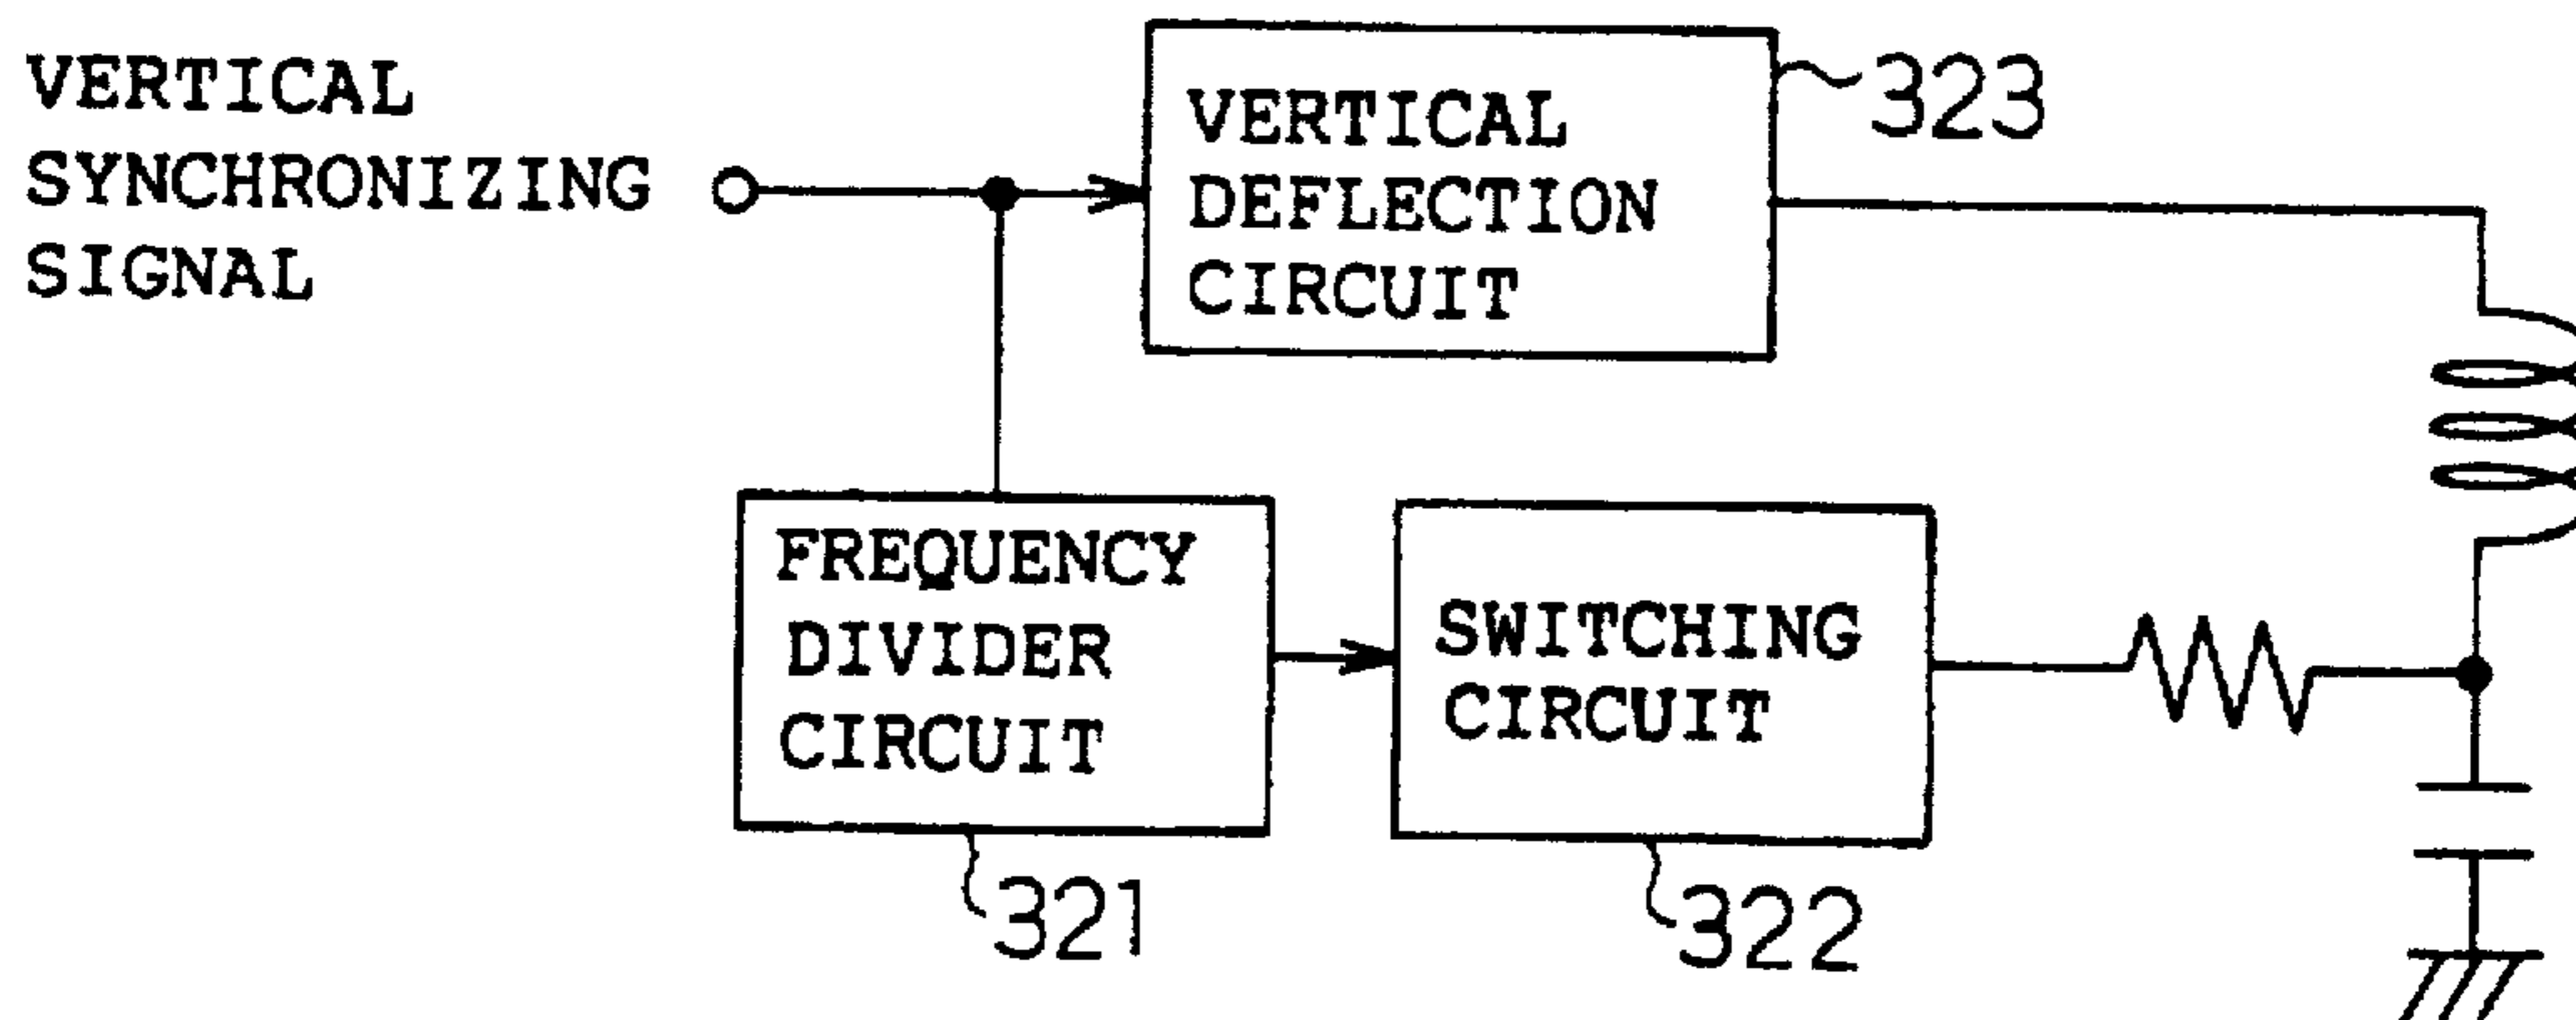 VERTICAL
SYNCHRONIZING
SIGNAL
VERTICAL
DEFLECTION
CIRCUIT
323
FREQUENCY
DIVIDER
CIRCUIT
321
SWITCHING
CIRCUIT
322